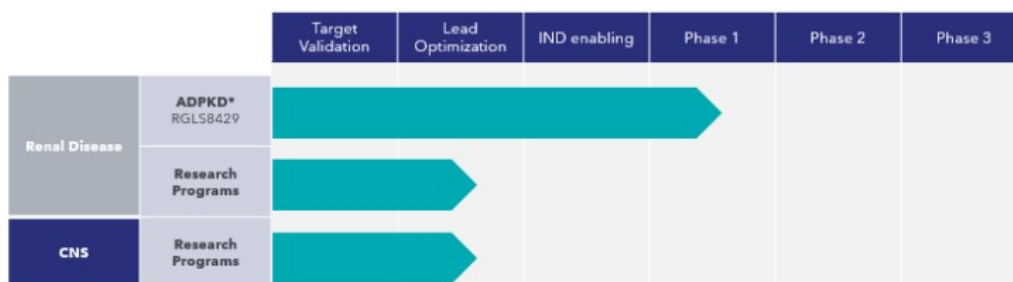 Target
Validation
Lead
Optimization
IND enabling
Phase 1
Phase 2
Phase 3
Renal Disease
ADPKD*
RGLS8429
Research
Programs
CNS
Research
Programs